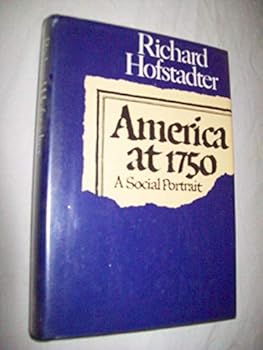 Richard
Hofstadter
America
at 1750
A Social Portrait